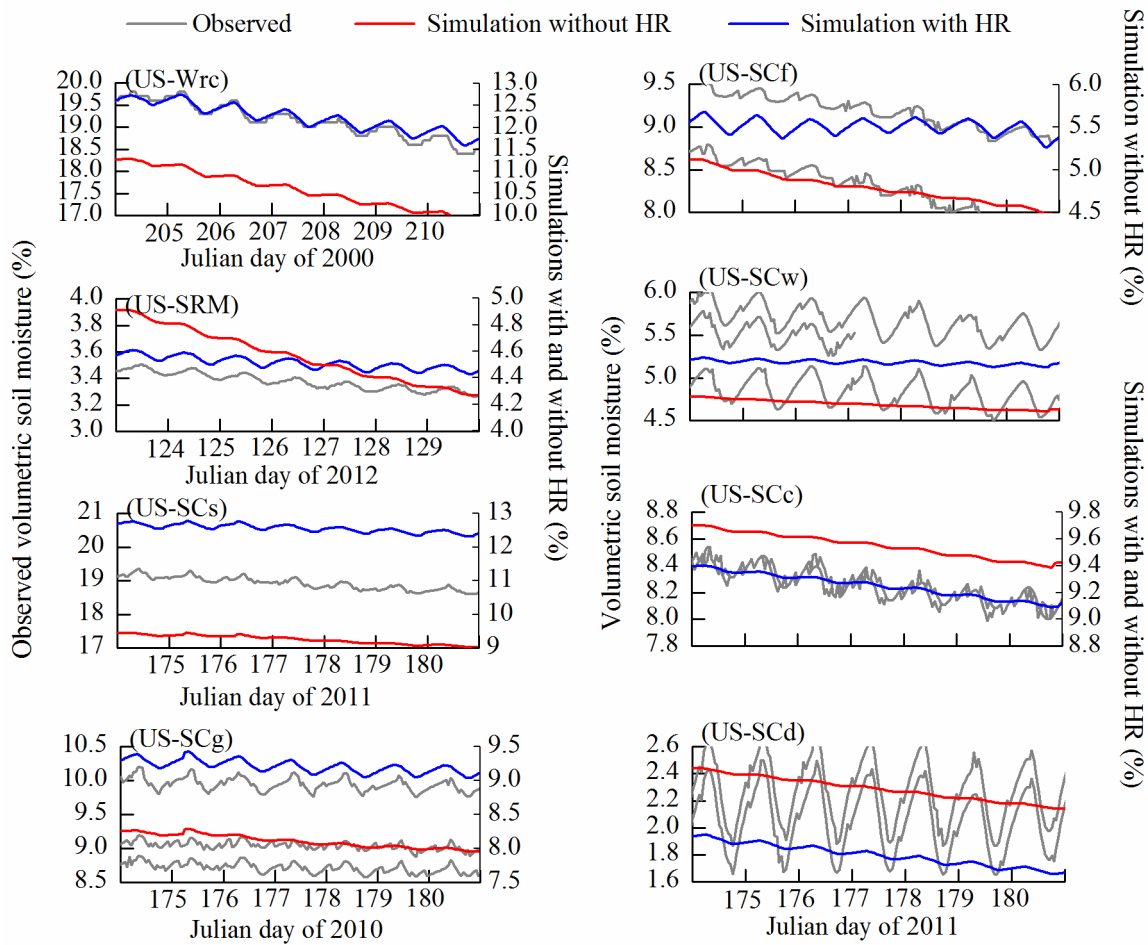 Observed
Simulation without HR
Simulation with HR
Observed volumetric soil moisture (%)
(US-Wrc)
20.0
19.5
19.0
18.5
18.0
17.5
17.0
13.0
12.5
12.0
11.5
11.0
10.5
10.0
205 206 207 208 209 210
Julian day of 2000
(US-SRM)
4.0
3.8
3.6
3.4
3.2
3.0
5.0
4.8
4.6
4.4
4.2
4.0
124 125 126 127 128 129
Julian day of 2012
(US-SCs)
21
20
19
18
17
13
12
11
10
9
175 176 177 178 179 180
Julian day of 2011
(US-SCg)
10.5
10.0
9.5
9.0
8.5
9.5
9.0
8.5
8.0
7.5
175 176 177 178 179 180
Julian day of 2010
Simulations with and without HR (%)
Volumetric soil moisture (%)
(US-SCf)
9.5
9.0
8.5
8.0
6.0
5.5
5.0
4.5
Simulation without HR (%)
(US-SCw)
6.0
5.5
5.0
4.5
(US-SCc)
8.8
8.6
8.4
8.2
8.0
7.8
9.8
9.6
9.4
9.2
9.0
8.8
(US-SCd)
2.6
2.4
2.2
2.0
1.8
1.6
175 176 177 178 179 180
Julian day of 2011
Simulations with and without HR (%)